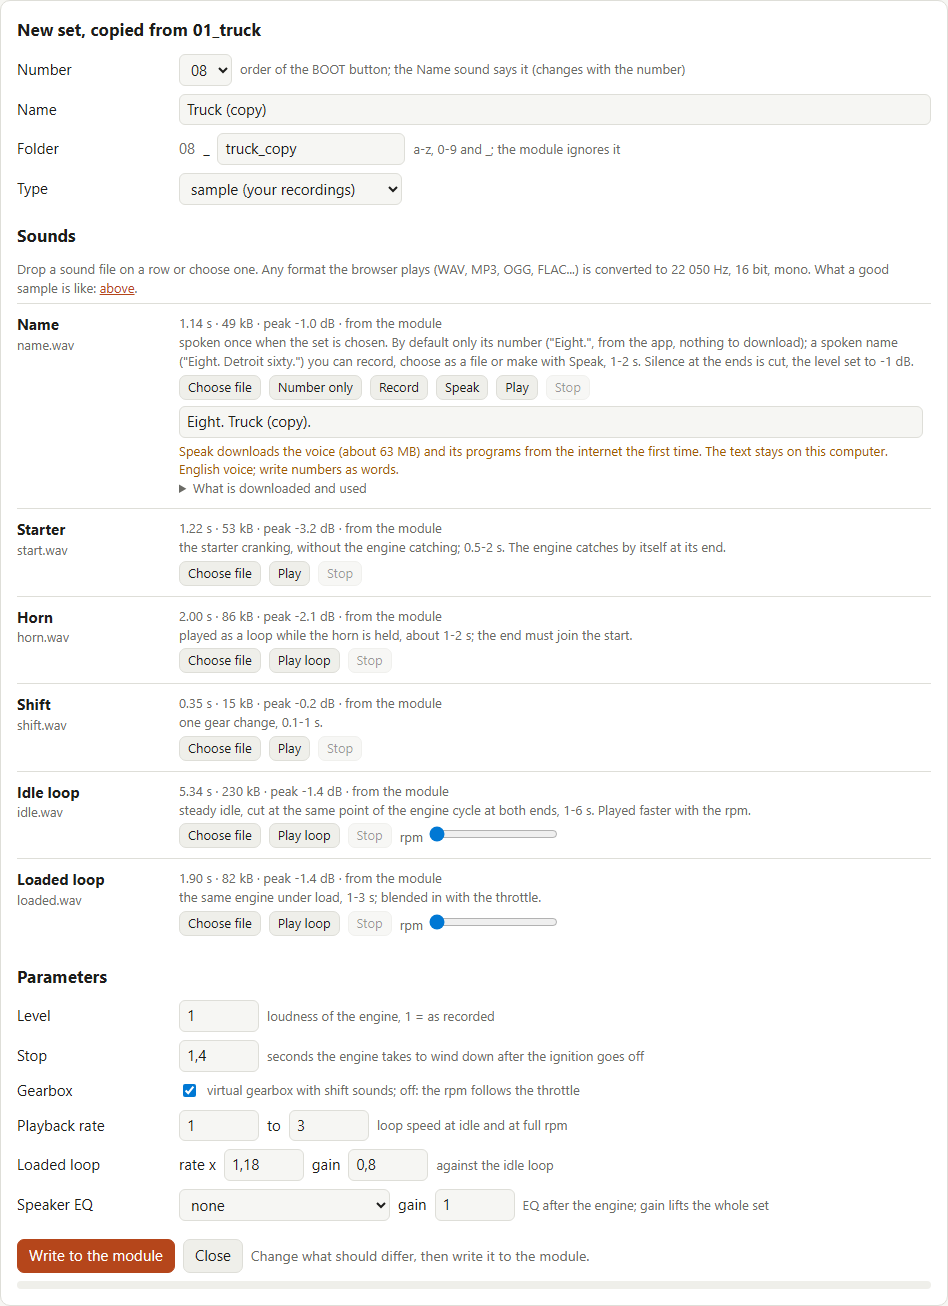 New set, copied from 01_truck
Number 08 order of the BOOT button; the Name sound says it (changes with the number)
Name Truck (copy)
Folder 08 _ truck_copy a-z, 0-9 and _; the module ignores it
Type sample (your recordings)
Sounds
Drop a sound file on a row or choose one. Any format the browser plays (WAV, MP3, OGG, FLAC...) is converted to 22 050 Hz, 16 bit, mono. What a good
sample is like: above.
Name 1.14 s · 49 kB · peak -1.0 dB · from the module
name.wav spoken once when the set is chosen. By default only its number ("Eight.", from the app, nothing to download); a spoken name
("Eight. Detroit sixty.") you can record, choose as a file or make with Speak, 1-2 s. Silence at the ends is cut, the level set to -1 dB.
Choose file Number only Record Speak Play Stop
Eight. Truck (copy).
Speak downloads the voice (about 63 MB) and its programs from the internet the first time. The text stays on this computer.
English voice; write numbers as words.
What is downloaded and used
Starter 1.22 s · 53 kB · peak -3.2 dB · from the module
start.wav the starter cranking, without the engine catching; 0.5-2 s. The engine catches by itself at its end.
Choose file Play Stop
Horn 2.00 s · 86 kB · peak -2.1 dB · from the module
horn.wav played as a loop while the horn is held, about 1-2 s; the end must join the start.
Choose file Play loop Stop
Shift 0.35 s · 15 kB · peak -0.2 dB · from the module
shift.wav one gear change, 0.1-1 s.
Choose file Play Stop
Idle loop 5.34 s · 230 kB · peak -1.4 dB · from the module
idle.wav steady idle, cut at the same point of the engine cycle at both ends, 1-6 s. Played faster with the rpm.
Choose file Play loop Stop rpm
Loaded loop 1.90 s · 82 kB · peak -1.4 dB · from the module
loaded.wav the same engine under load, 1-3 s; blended in with the throttle.
Choose file Play loop Stop rpm
Parameters
Level 1 loudness of the engine, 1 = as recorded
Stop 1,4 seconds the engine takes to wind down after the ignition goes off
Gearbox virtual gearbox with shift sounds; off: the rpm follows the throttle
Playback rate 1 to 3 loop speed at idle and at full rpm
Loaded loop rate x 1,18 gain 0,8 against the idle loop
Speaker EQ none gain 1 EQ after the engine; gain lifts the whole set
Write to the module Close Change what should differ, then write it to the module.